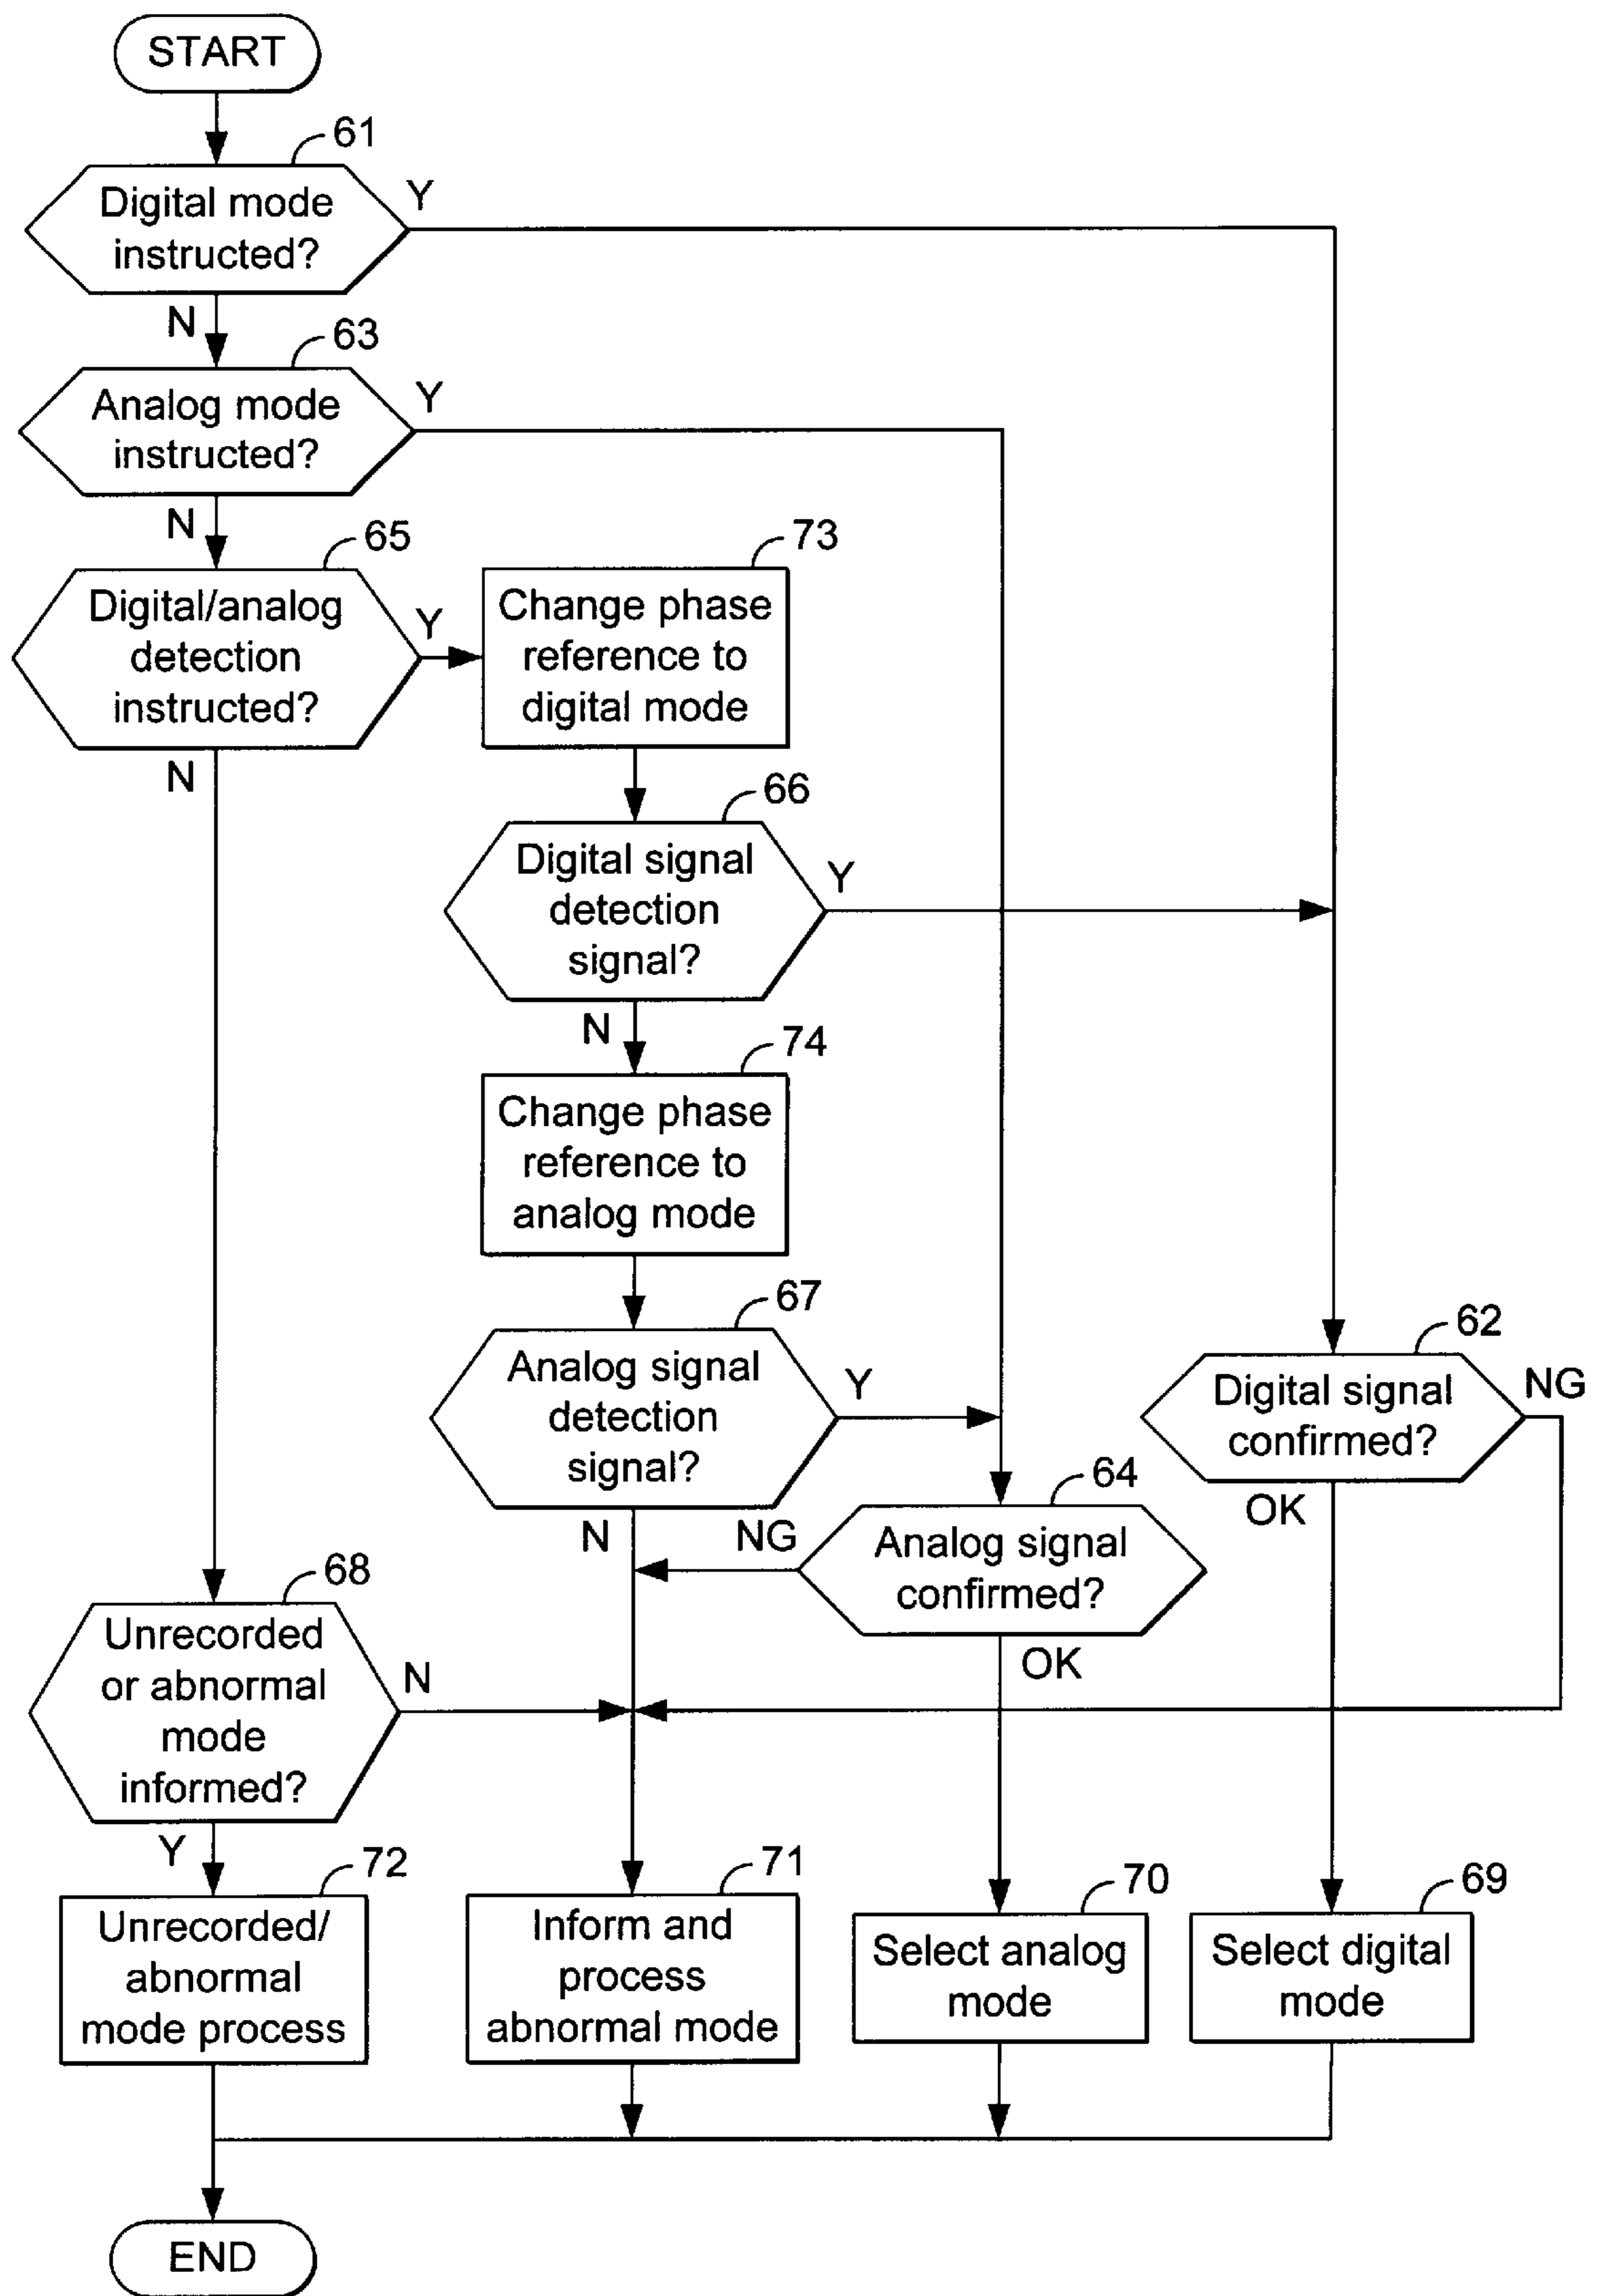 START
61
Digital mode
instructed?
Y
N
63
Analog mode
instructed?
Y
N
65
Digital/analog
detection
instructed?
Y
N
73
Change phase
reference to
digital mode
66
Digital signal
detection
signal?
Y
N
74
Change phase
reference to
analog mode
67
Analog signal
detection
signal?
Y
N
62
Digital signal
confirmed?
NG
OK
64
Analog signal
confirmed?
NG
OK
68
Unrecorded
or abnormal
mode
informed?
N
Y
72
Unrecorded/
abnormal
mode process
71
Inform and
process
abnormal mode
70
Select analog
mode
69
Select digital
mode
END